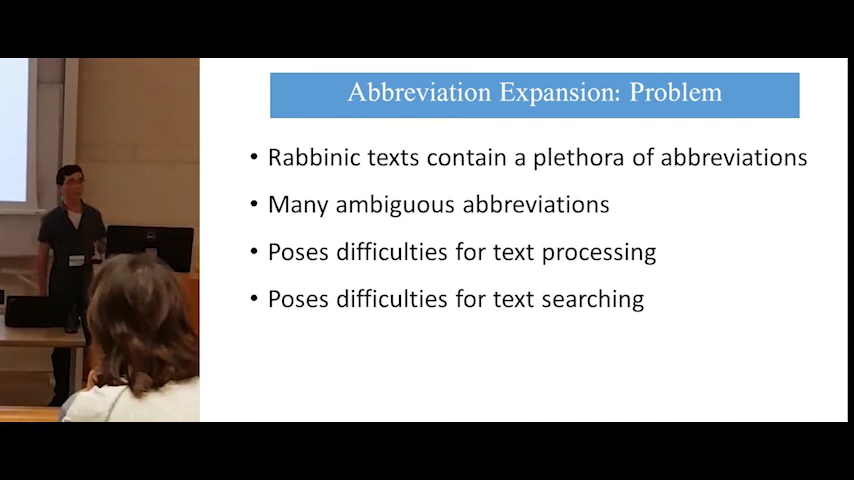 Abbreviation Expansion: Problem
• Rabbinic texts contain a plethora of abbreviations
• Many ambiguous abbreviations
• Poses difficulties for text processing
• Poses difficulties for text searching